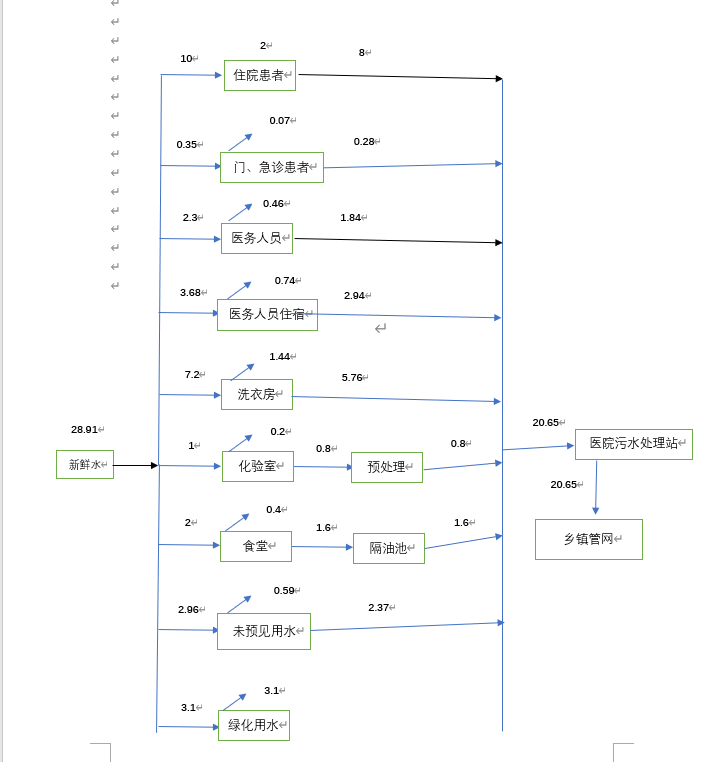 2
10
8
住院患者
0.07
0.35
0.28
门、急诊患者
0.46
2.3
1.84
医务人员
0.74
3.68
2.94
医务人员住宿
1.44
7.2
5.76
洗衣房
28.91
新鲜水
0.2
1
0.8
0.8
化验室
预处理
20.65
医院污水处理站
20.65
乡镇管网
0.4
2
1.6
1.6
食堂
隔油池
0.59
2.96
2.37
未预见用水
3.1
3.1
绿化用水